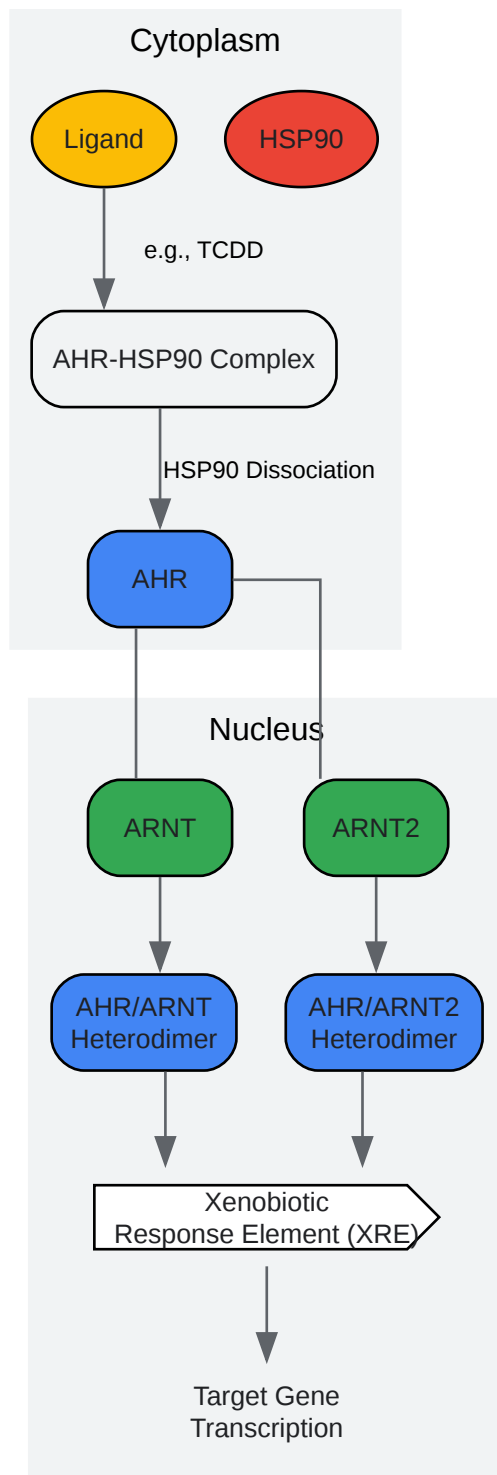 Cytoplasm
Ligand
HSP90
e.g., TCDD
AHR-HSP90 Complex
HSP90 Dissociation
AHR
Nucleus
ARNT
ARNT2
AHR/ARNT
Heterodimer
AHR/ARNT2
Heterodimer
Xenobiotic
Response Element (XRE)
Target Gene
Transcription